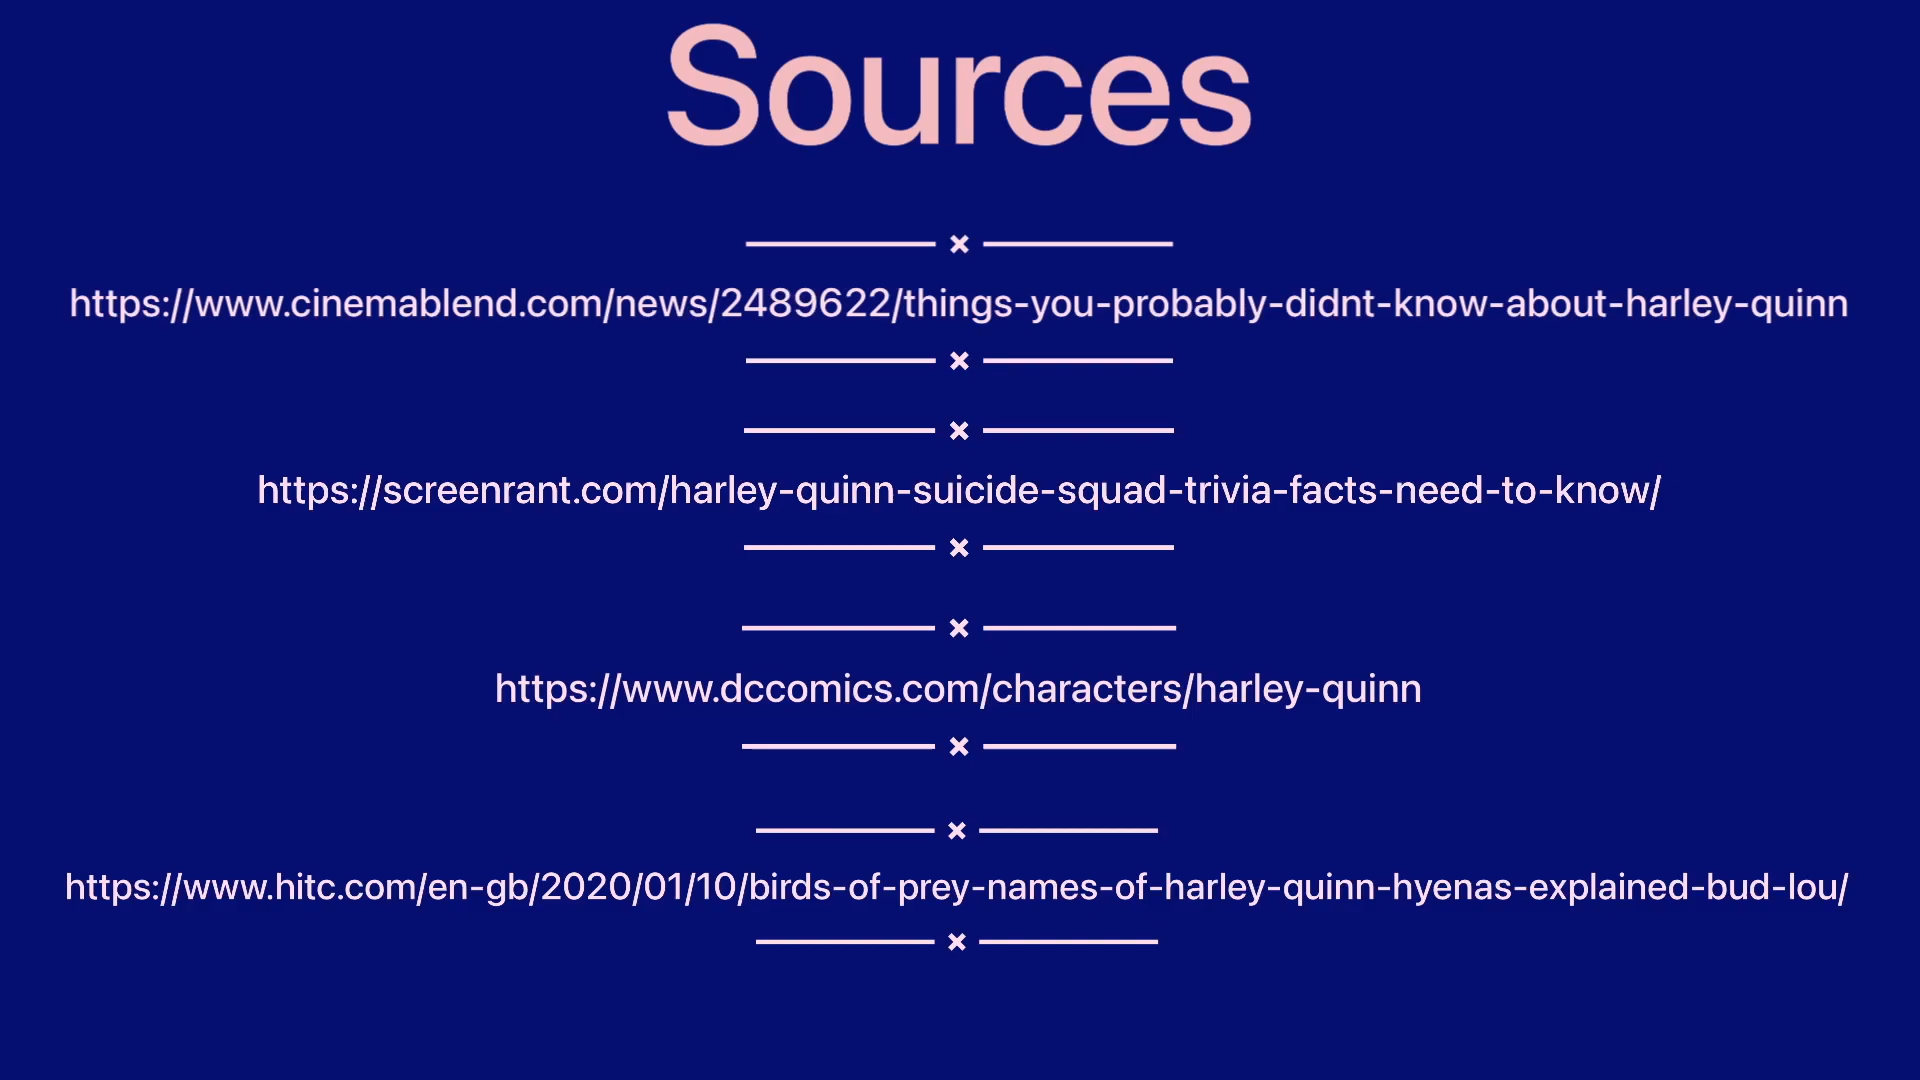 Sources
https://www.cinemablend.com/news/2489622/things-you-probably-didnt-know-about-harley-quinn
https://screenrant.com/harley-quinn-suicide-squad-trivia-facts-need-to-know/
https://www.dccomics.com/characters/harley-quinn
https://www.hitc.com/en-gb/2020/01/10/birds-of-prey-names-of-harley-quinn-hyenas-explained-bud-lou/